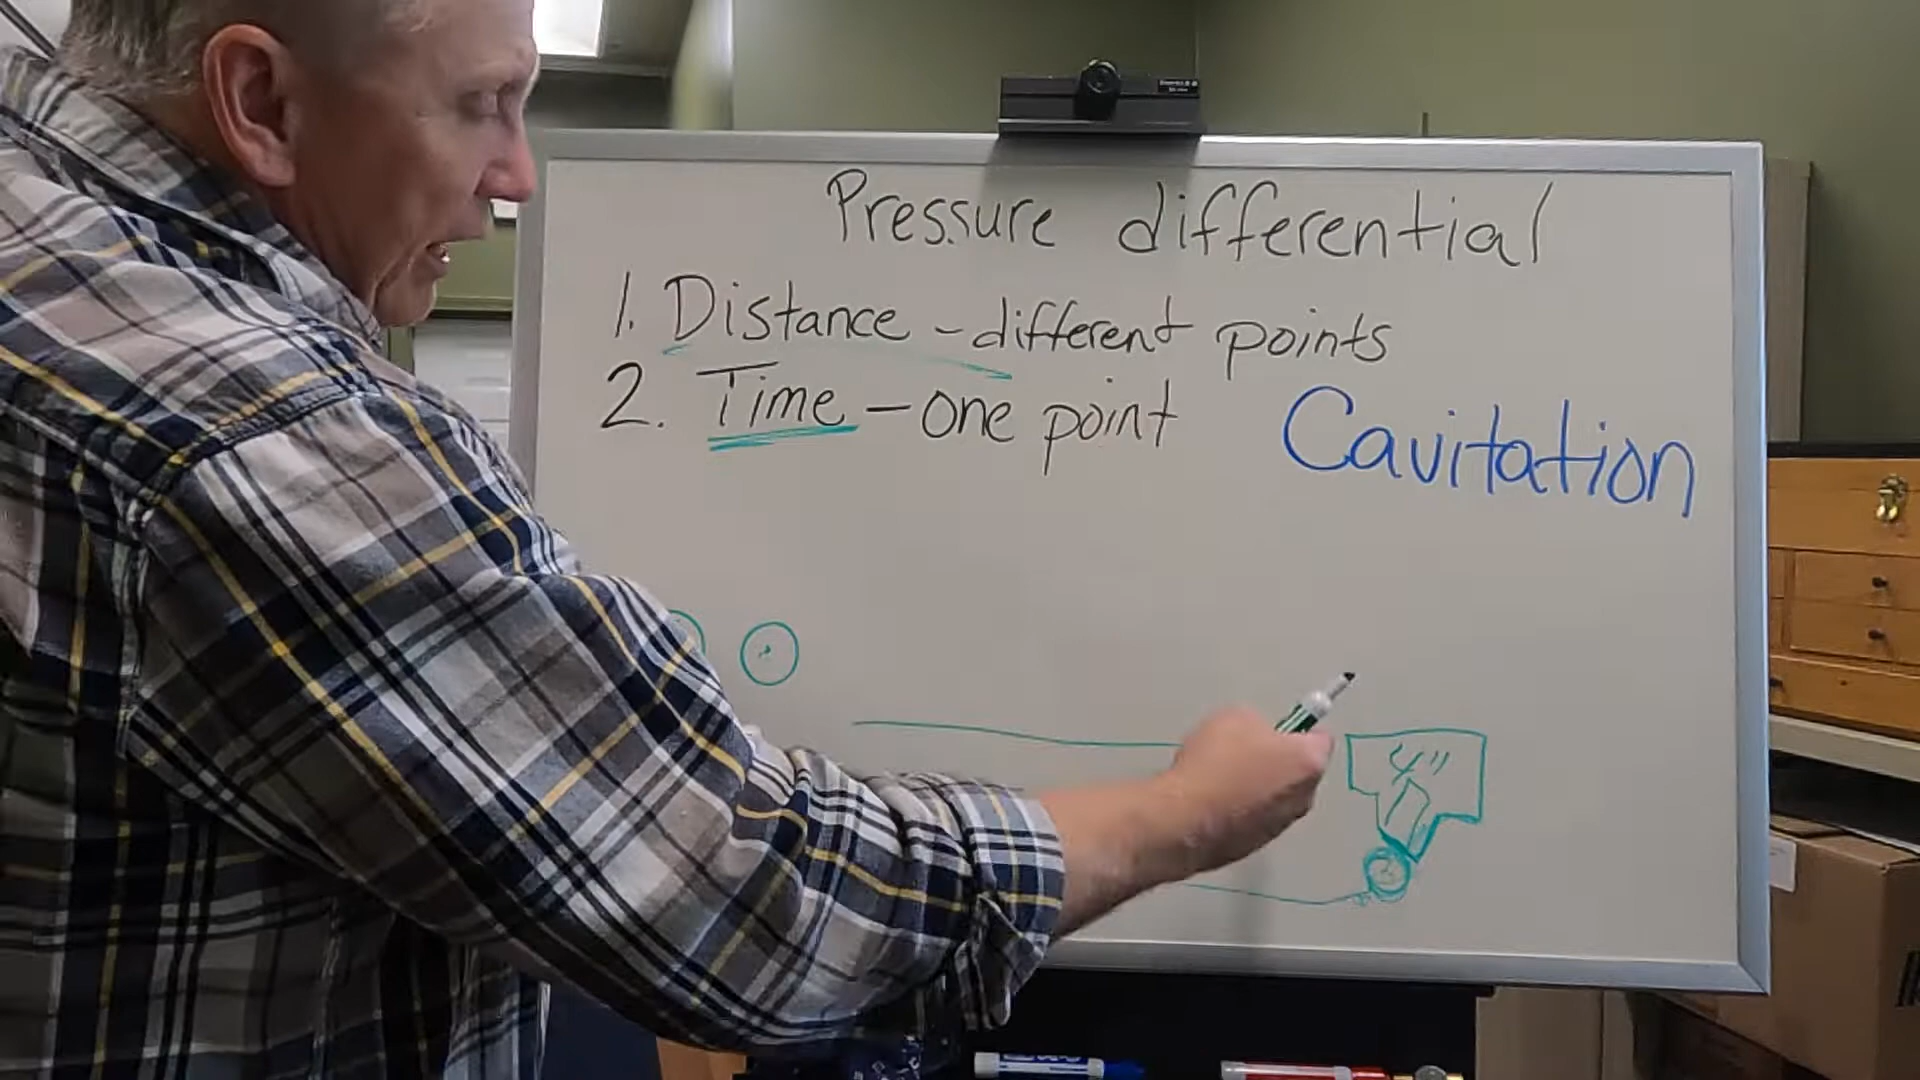 Pressure differential
1. Distance - different points
2. Time - one point
Cavitation